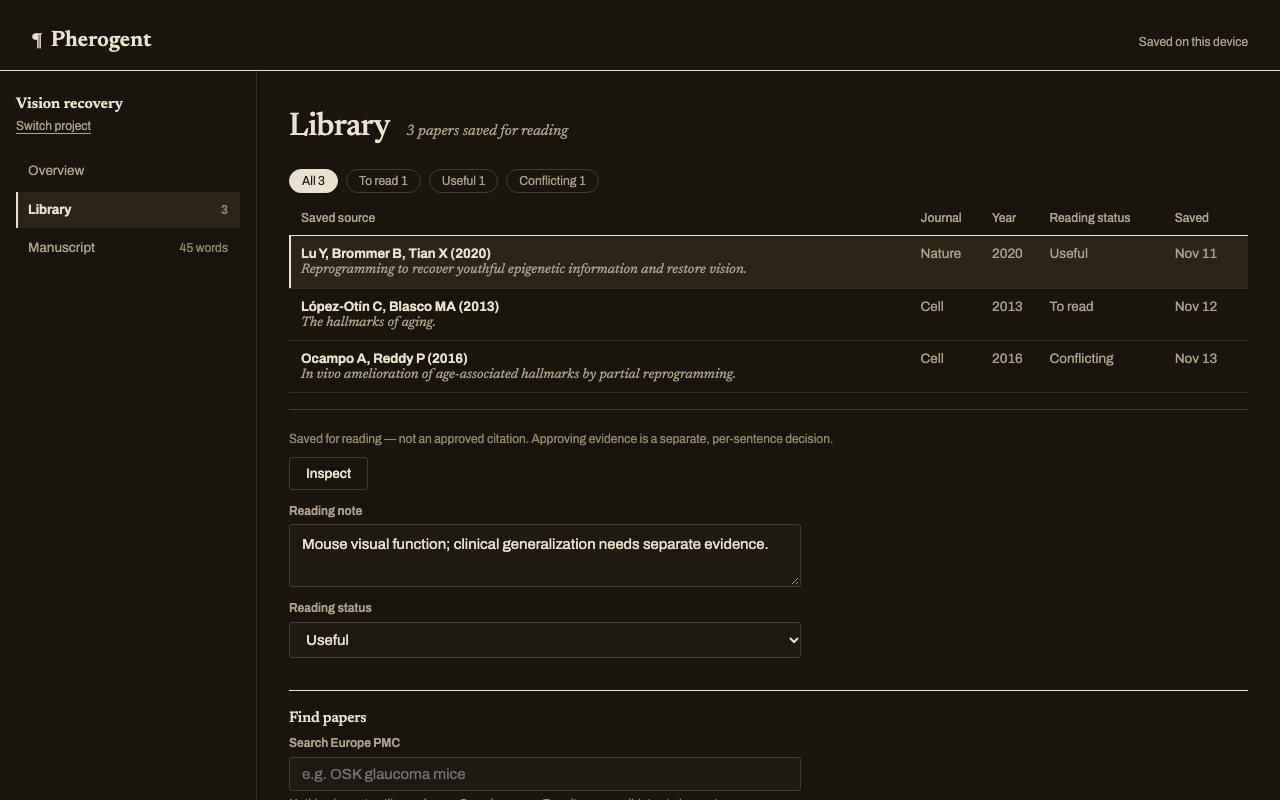 ¶ Pherogent
Saved on this device
Vision recovery
Switch project
Overview
Library 3
Manuscript 45 words
Library 3 papers saved for reading
All 3 To read 1 Useful 1 Conflicting 1
Saved source Journal Year Reading status Saved
Lu Y, Brommer B, Tian X (2020) Nature 2020 Useful Nov 11
Reprogramming to recover youthful epigenetic information and restore vision.
López-Otín C, Blasco MA (2013) Cell 2013 To read Nov 12
The hallmarks of aging.
Ocampo A, Reddy P (2016) Cell 2016 Conflicting Nov 13
In vivo amelioration of age-associated hallmarks by partial reprogramming.
Saved for reading — not an approved citation. Approving evidence is a separate, per-sentence decision.
Inspect
Reading note
Mouse visual function; clinical generalization needs separate evidence.
Reading status
Useful
Find papers
Search Europe PMC
e.g. OSK glaucoma mice